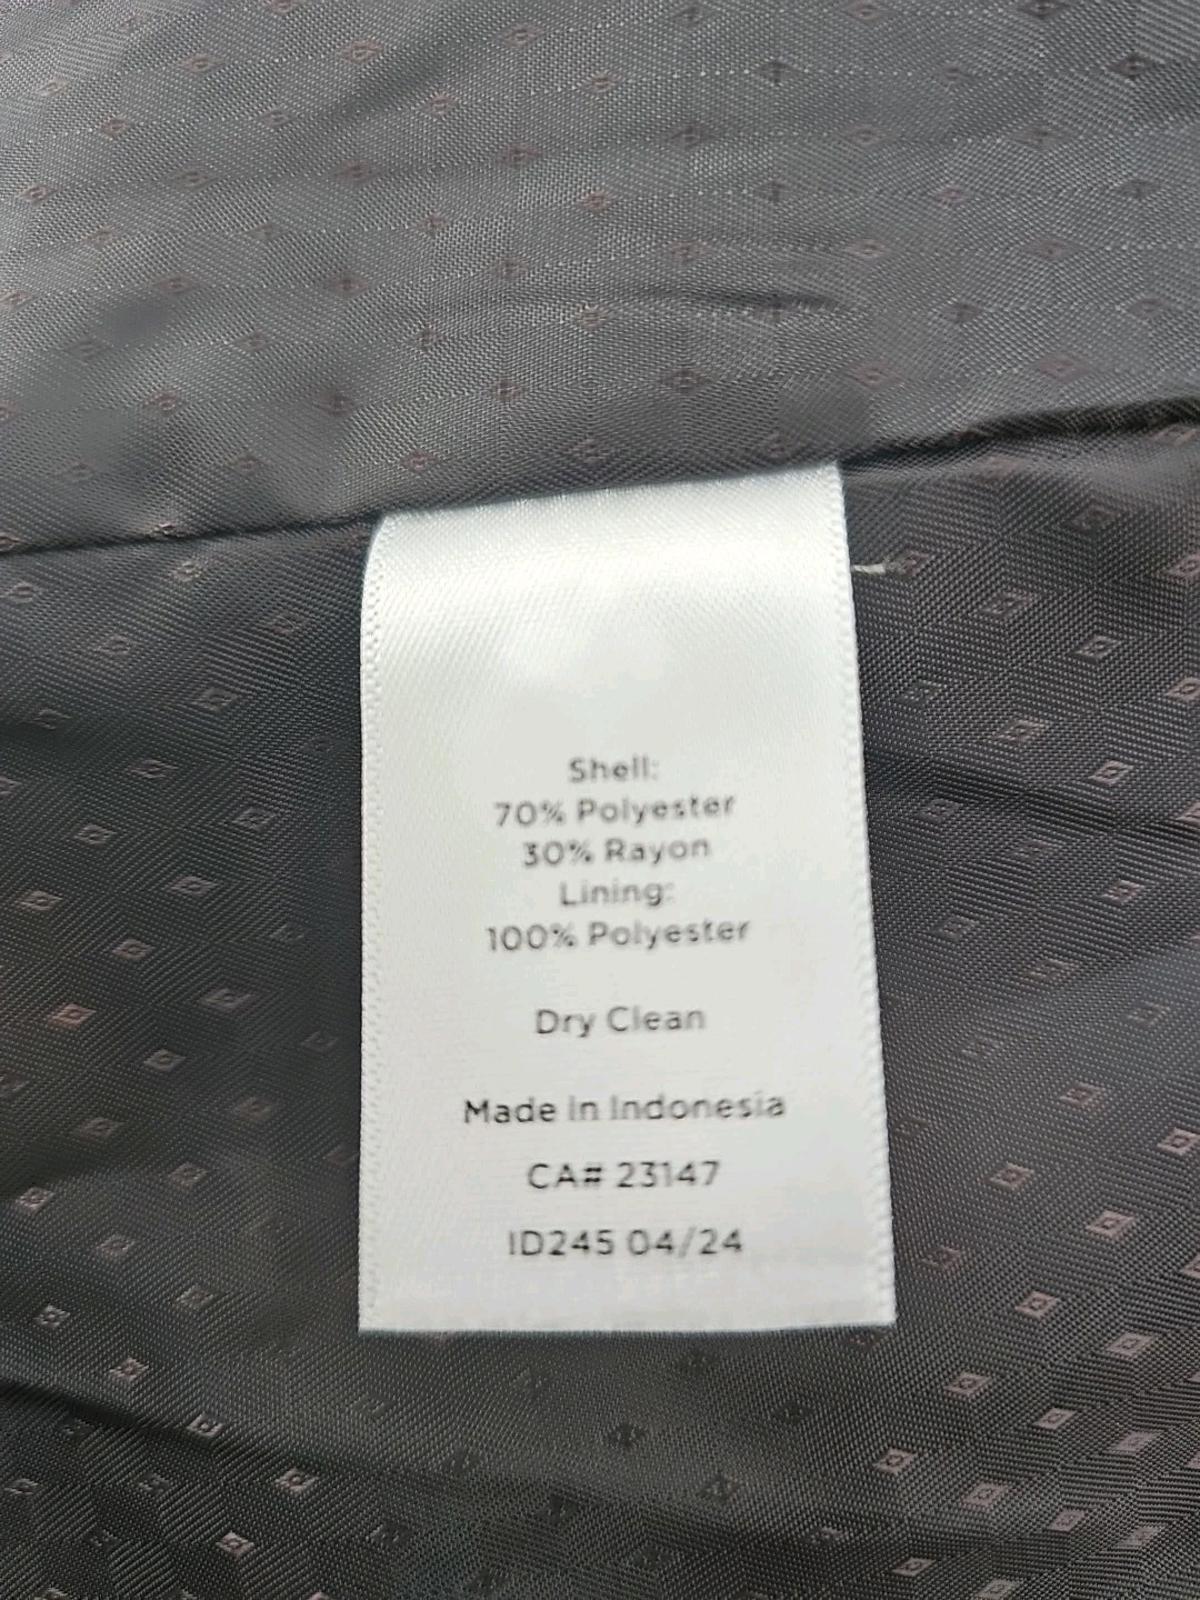 Shell:
70% Polyester
30% Rayon
Lining:
100% Polyester
Dry Clean
Made in Indonesia
CA# 23147
ID245 04/24